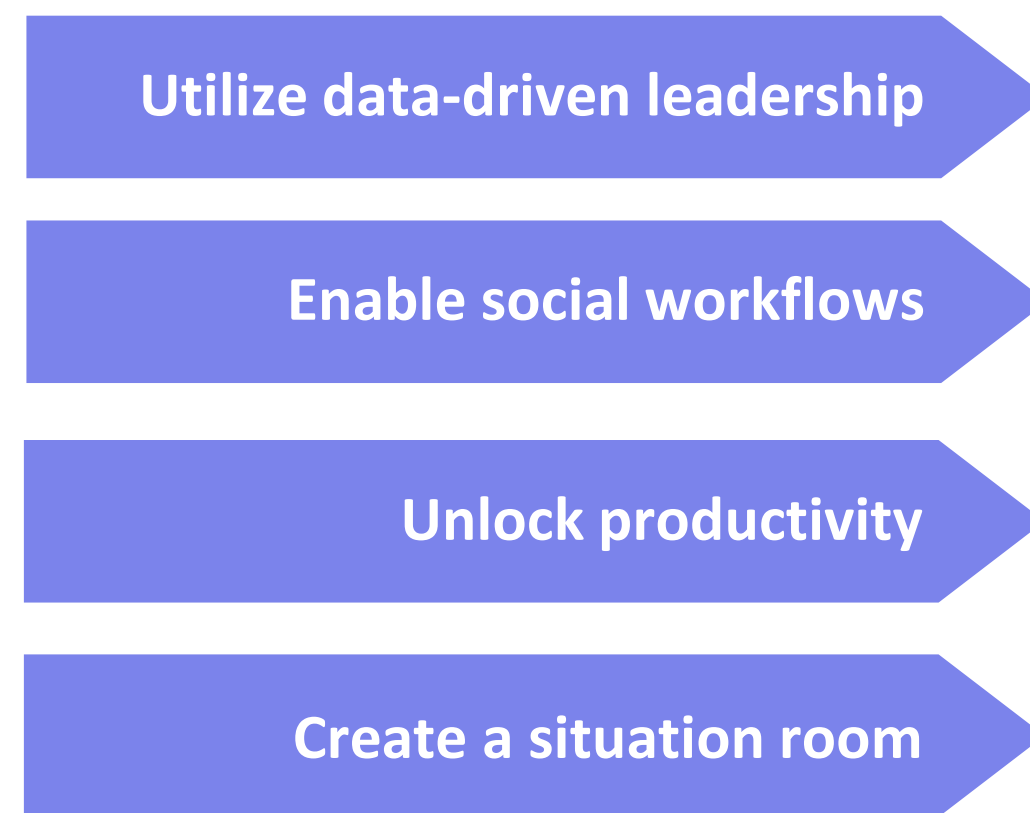 Utilize data-driven leadership
Enable social workflows
Unlock productivity
Create a situation room